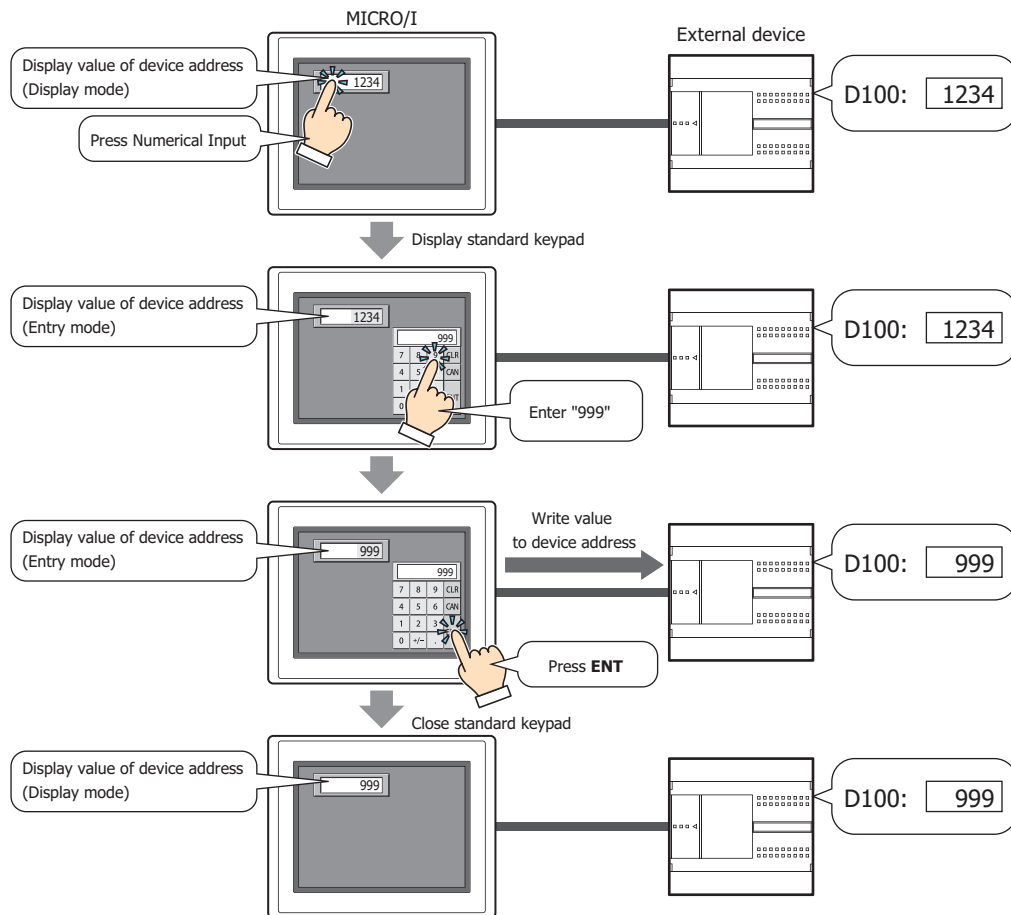 MICRO/I
External device
Display value of device address
(Display mode)
1234
D100: 1234
Press Numerical Input
Display standard keypad
Display value of device address
(Entry mode)
1234
D100: 1234
999
7 8 9 CLR
4 5 CAN
1
0
Enter "999"
Display value of device address
(Entry mode)
999
Write value
to device address
D100: 999
999
7 8 9 CLR
4 5 6 CAN
1 2 3
0 +/− .
Press ENT
Close standard keypad
Display value of device address
(Display mode)
999
D100: 999